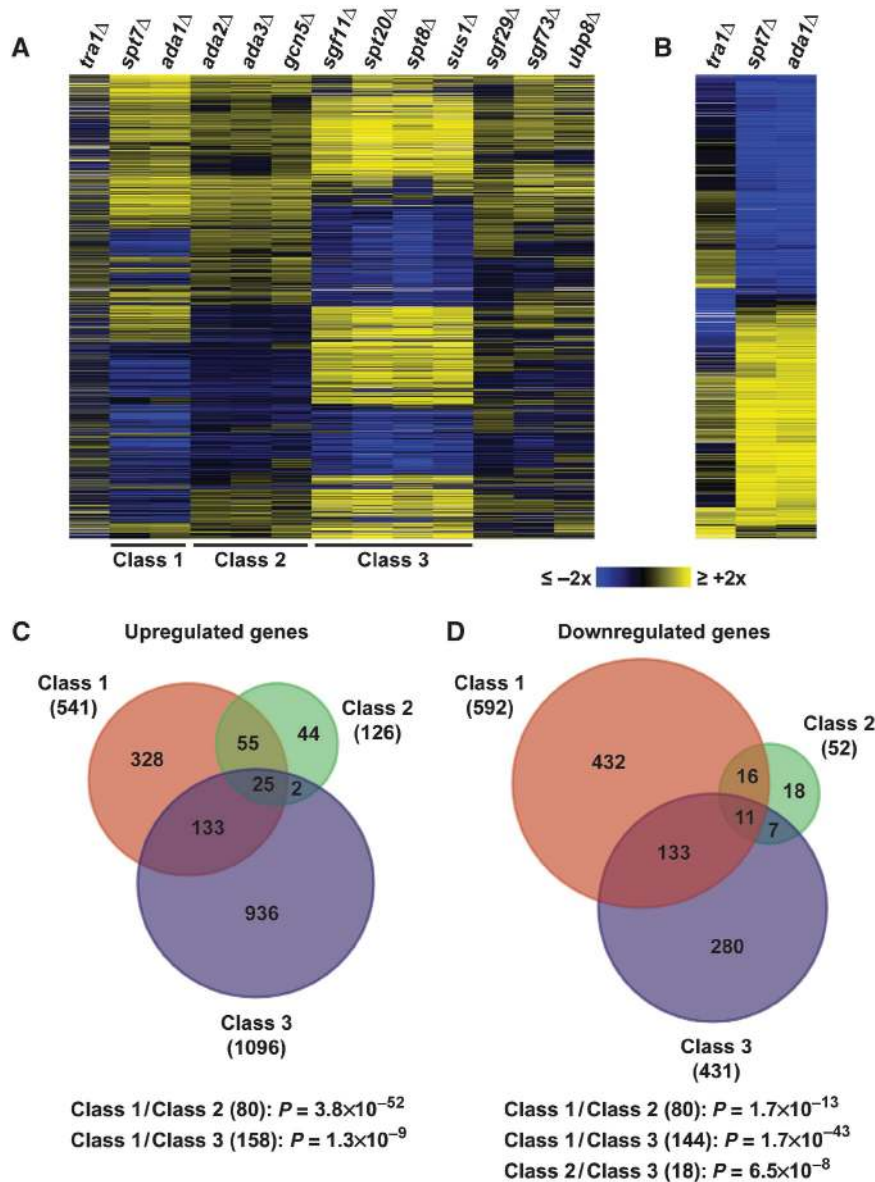 A
tra1Δ spt7Δ ada1Δ ada2Δ ada3Δ gcn5Δ sgf11Δ spt20Δ spt8Δ sus1Δ sgf29Δ sgf73Δ ubp8Δ
Class 1 Class 2 Class 3
B
tra1Δ spt7Δ ada1Δ
≤ −2x ≥ +2x
C
Upregulated genes
Class 1
(541)
Class 2
(126)
328
55
44
25
2
133
936
Class 3
(1096)
Class 1/Class 2 (80): P = 3.8×10−52
Class 1/Class 3 (158): P = 1.3×10−9
D
Downregulated genes
Class 1
(592)
Class 2
(52)
432
16
18
11
7
133
280
Class 3
(431)
Class 1/Class 2 (80): P = 1.7×10−13
Class 1/Class 3 (144): P = 1.7×10−43
Class 2/Class 3 (18): P = 6.5×10−8